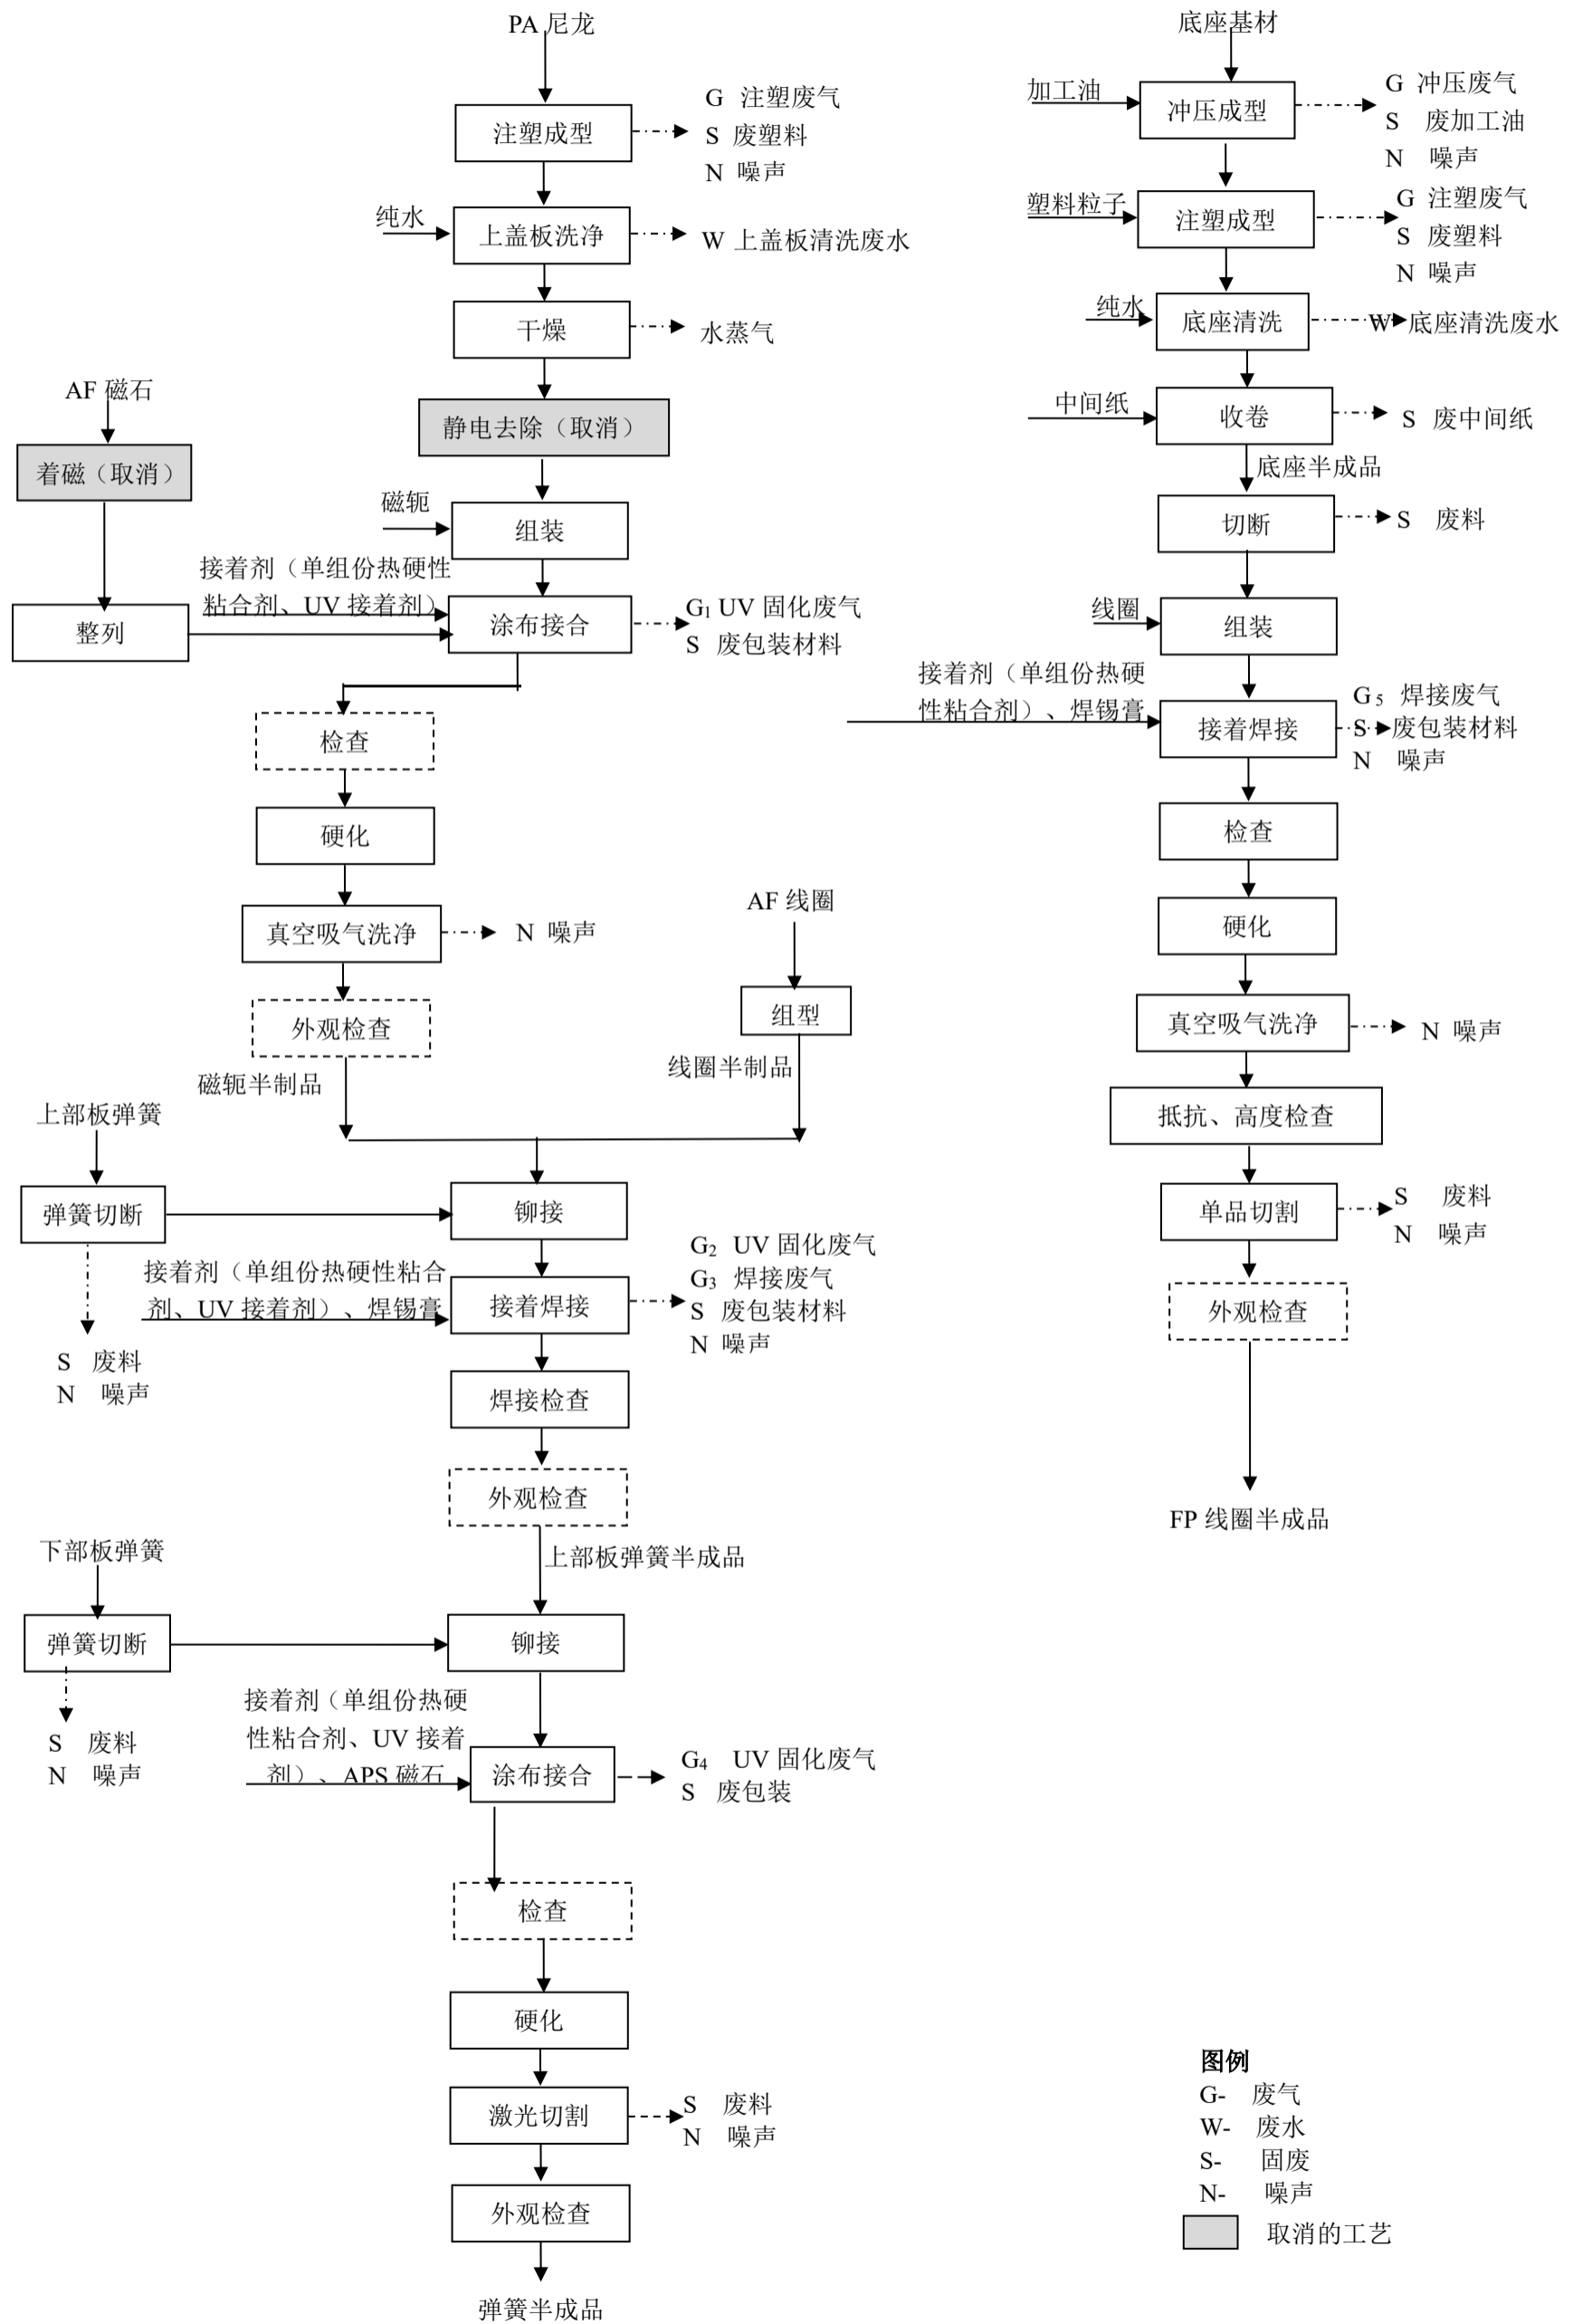 PA 尼龙
注塑成型
G 注塑废气
S 废塑料
N 噪声
纯水
上盖板洗净
W 上盖板清洗废水
干燥
水蒸气
静电去除（取消）
AF 磁石
着磁（取消）
整列
磁轭
组装
接着剂（单组份热硬性
粘合剂、UV 接着剂）
涂布接合
G1 UV 固化废气
S 废包装材料
检查
硬化
真空吸气洗净
N 噪声
外观检查
磁轭半制品
AF 线圈
组型
线圈半制品
上部板弹簧
弹簧切断
S 废料
N 噪声
铆接
接着剂（单组份热硬性粘合
剂、UV 接着剂）、焊锡膏
接着焊接
G2 UV 固化废气
G3 焊接废气
S 废包装材料
N 噪声
焊接检查
外观检查
上部板弹簧半成品
下部板弹簧
弹簧切断
S 废料
N 噪声
铆接
接着剂（单组份热硬
性粘合剂、UV 接着
剂）、APS 磁石
涂布接合
G4 UV 固化废气
S 废包装
检查
硬化
激光切割
S 废料
N 噪声
外观检查
弹簧半成品
底座基材
加工油
冲压成型
G 冲压废气
S 废加工油
N 噪声
塑料粒子
注塑成型
G 注塑废气
S 废塑料
N 噪声
纯水
底座清洗
W 底座清洗废水
中间纸
收卷
S 废中间纸
底座半成品
切断
S 废料
线圈
组装
接着剂（单组份热硬
性粘合剂）、焊锡膏
接着焊接
G5 焊接废气
S 废包装材料
N 噪声
检查
硬化
真空吸气洗净
N 噪声
抵抗、高度检查
单品切割
S 废料
N 噪声
外观检查
FP 线圈半成品
图例
G- 废气
W- 废水
S- 固废
N- 噪声
取消的工艺